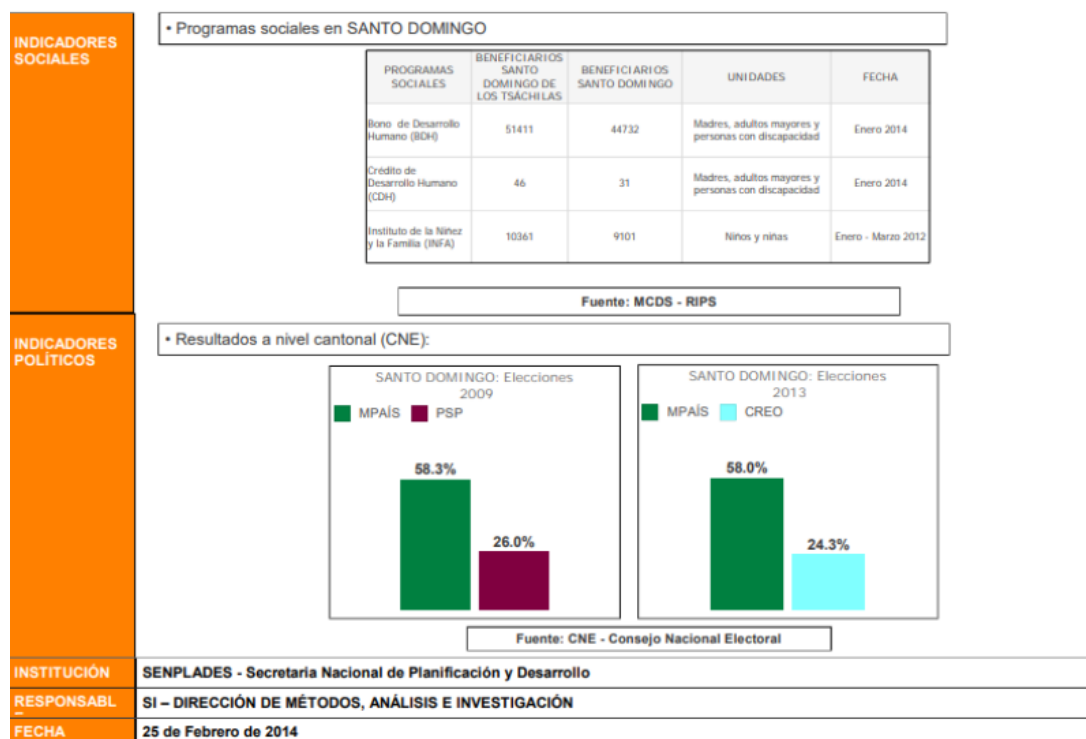 INDICADORES
SOCIALES
• Programas sociales en SANTO DOMINGO
PROGRAMAS
SOCIALES
BENEFICIARIOS
SANTO
DOMINGO DE
LOS TSÁCHILAS
BENEFICIARIOS
SANTO DOMINGO
UNIDADES
FECHA
Bono de Desarrollo
Humano (BDH)
51411
44732
Madres, adultos mayores y
personas con discapacidad
Enero 2014
Crédito de
Desarrollo Humano
(CDH)
46
31
Madres, adultos mayores y
personas con discapacidad
Enero 2014
Instituto de la Niñez
y la Familia (INFA)
10361
9101
Niños y niñas
Enero - Marzo 2012
Fuente: MCDS - RIPS
INDICADORES
POLÍTICOS
• Resultados a nivel cantonal (CNE):
SANTO DOMINGO: Elecciones
2009
MPAÍS
PSP
58.3%
26.0%
SANTO DOMINGO: Elecciones
2013
MPAÍS
CREO
58.0%
24.3%
Fuente: CNE - Consejo Nacional Electoral
INSTITUCIÓN
SENPLADES - Secretaria Nacional de Planificación y Desarrollo
RESPONSABL
SI – DIRECCIÓN DE MÉTODOS, ANÁLISIS E INVESTIGACIÓN
FECHA
25 de Febrero de 2014